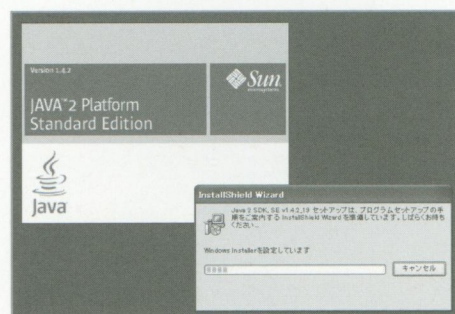 Version 1.4.2
JAVA™2 Platform
Standard Edition
Sun
microsystems
Java
InstallShield Wizard
Java 2 SDK, SE v1.4.2_19 セットアップは、プログラムセットアップの手
順をご案内する InstallShield Wizard を準備しています。しばらくお待ち
ください。
Windows Installerを設定しています
キャンセル